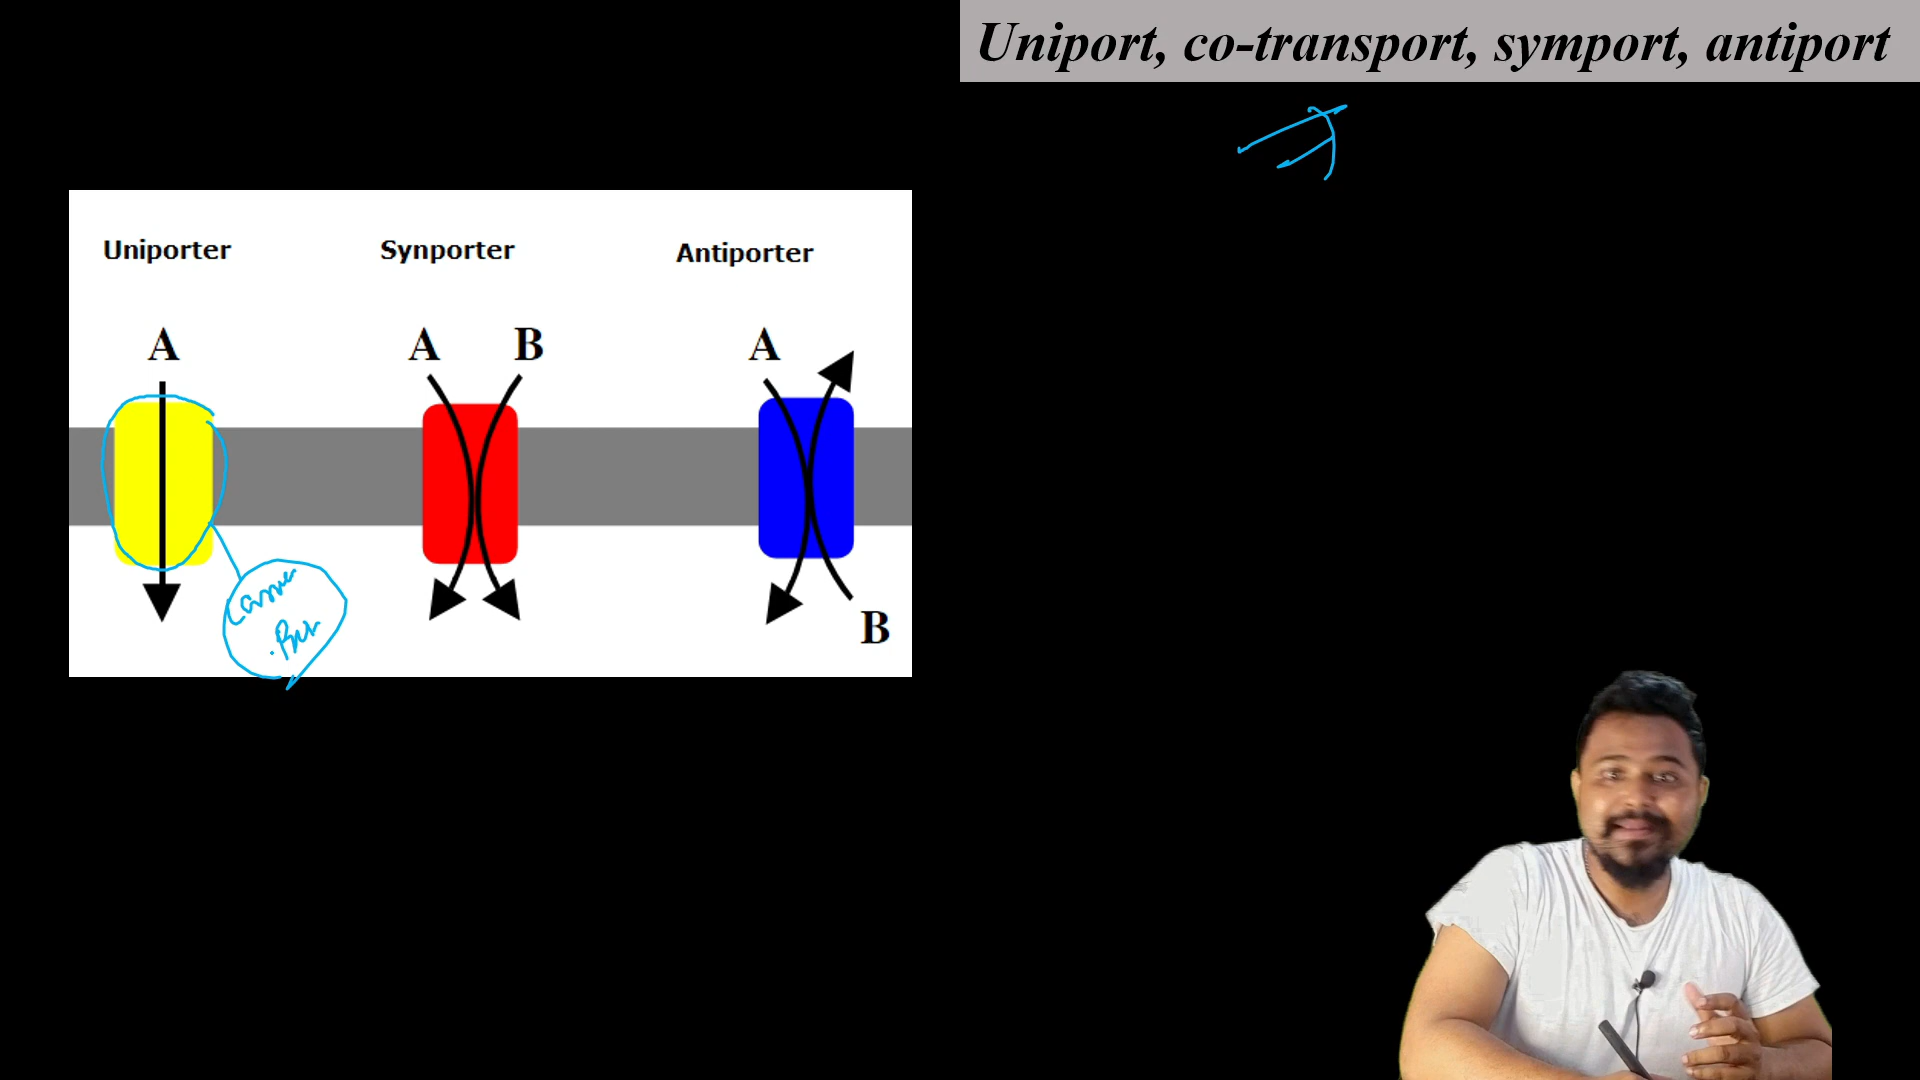 Uniport, co-transport, symport, antiport
Uniporter Synporter Antiporter
A A B A
B